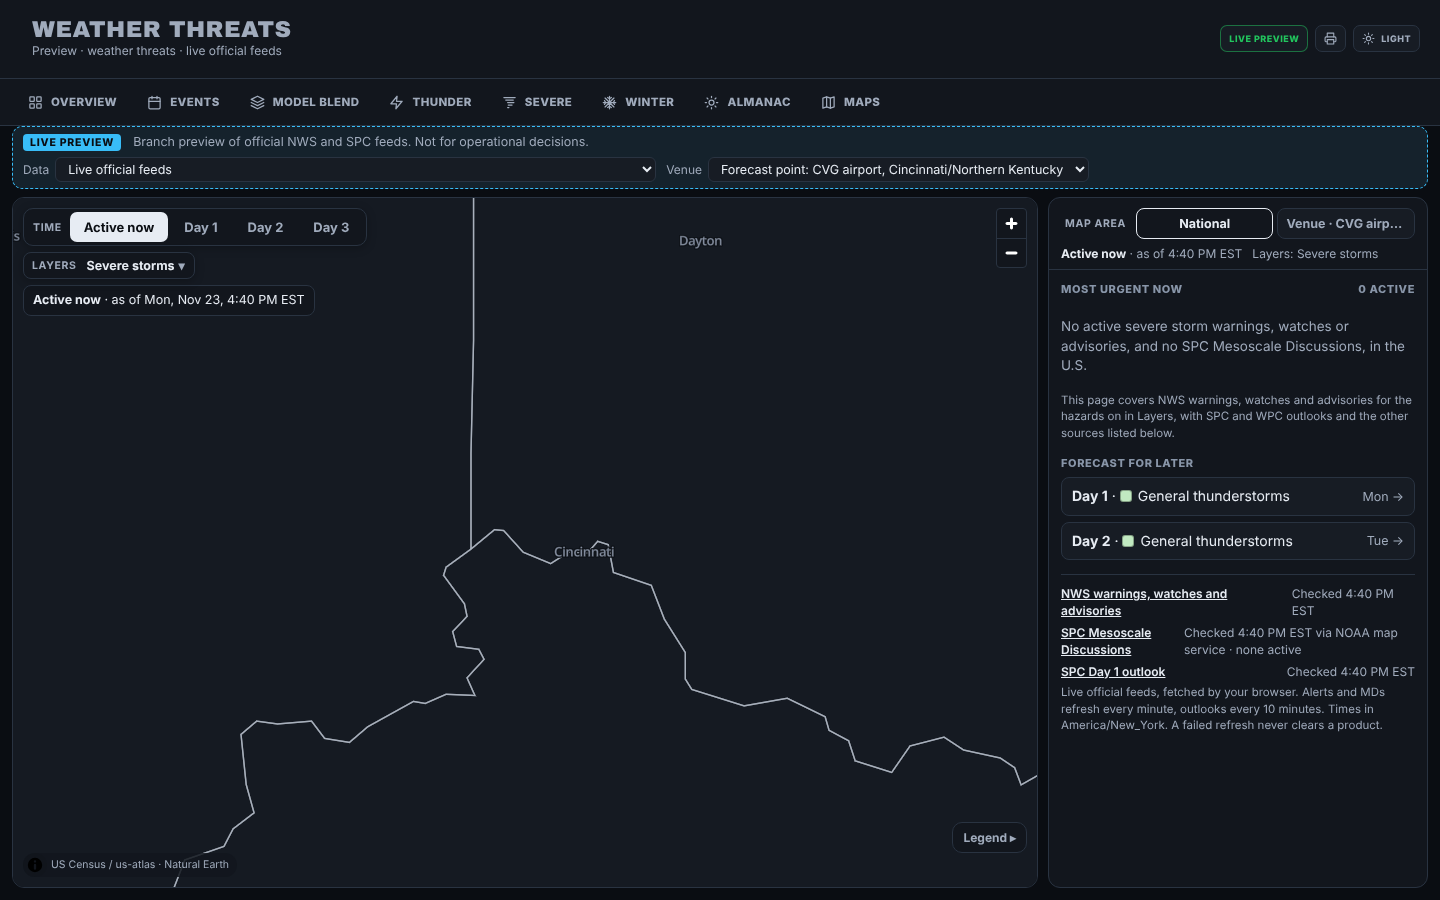 WEATHER THREATS
Preview · weather threats · live official feeds
LIVE PREVIEW
LIGHT
OVERVIEW
EVENTS
MODEL BLEND
THUNDER
SEVERE
WINTER
ALMANAC
MAPS
LIVE PREVIEW Branch preview of official NWS and SPC feeds. Not for operational decisions.
Data Live official feeds Venue Forecast point: CVG airport, Cincinnati/Northern Kentucky
TIME Active now Day 1 Day 2 Day 3
LAYERS Severe storms ▾
Active now · as of Mon, Nov 23, 4:40 PM EST
s
Dayton
+
−
Cincinnati
Legend ▸
US Census / us-atlas · Natural Earth
MAP AREA National Venue · CVG airp...
Active now · as of 4:40 PM EST Layers: Severe storms
MOST URGENT NOW 0 ACTIVE
No active severe storm warnings, watches or
advisories, and no SPC Mesoscale Discussions, in the
U.S.
This page covers NWS warnings, watches and advisories for the
hazards on in Layers, with SPC and WPC outlooks and the other
sources listed below.
FORECAST FOR LATER
Day 1 · General thunderstorms Mon →
Day 2 · General thunderstorms Tue →
NWS warnings, watches and
advisories
Checked 4:40 PM
EST
SPC Mesoscale
Discussions
Checked 4:40 PM EST via NOAA map
service · none active
SPC Day 1 outlook Checked 4:40 PM EST
Live official feeds, fetched by your browser. Alerts and MDs
refresh every minute, outlooks every 10 minutes. Times in
America/New_York. A failed refresh never clears a product.